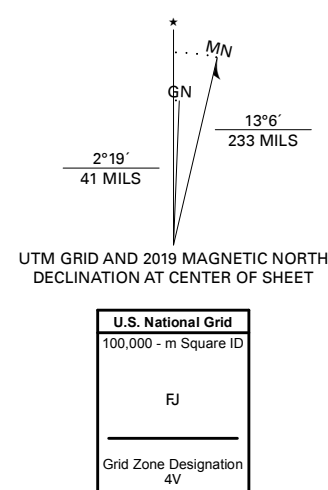 ★
MN
GN
13°6´
233 MILS
2°19´
41 MILS
UTM GRID AND 2019 MAGNETIC NORTH
DECLINATION AT CENTER OF SHEET
U.S. National Grid
100,000 - m Square ID
FJ
Grid Zone Designation
4V